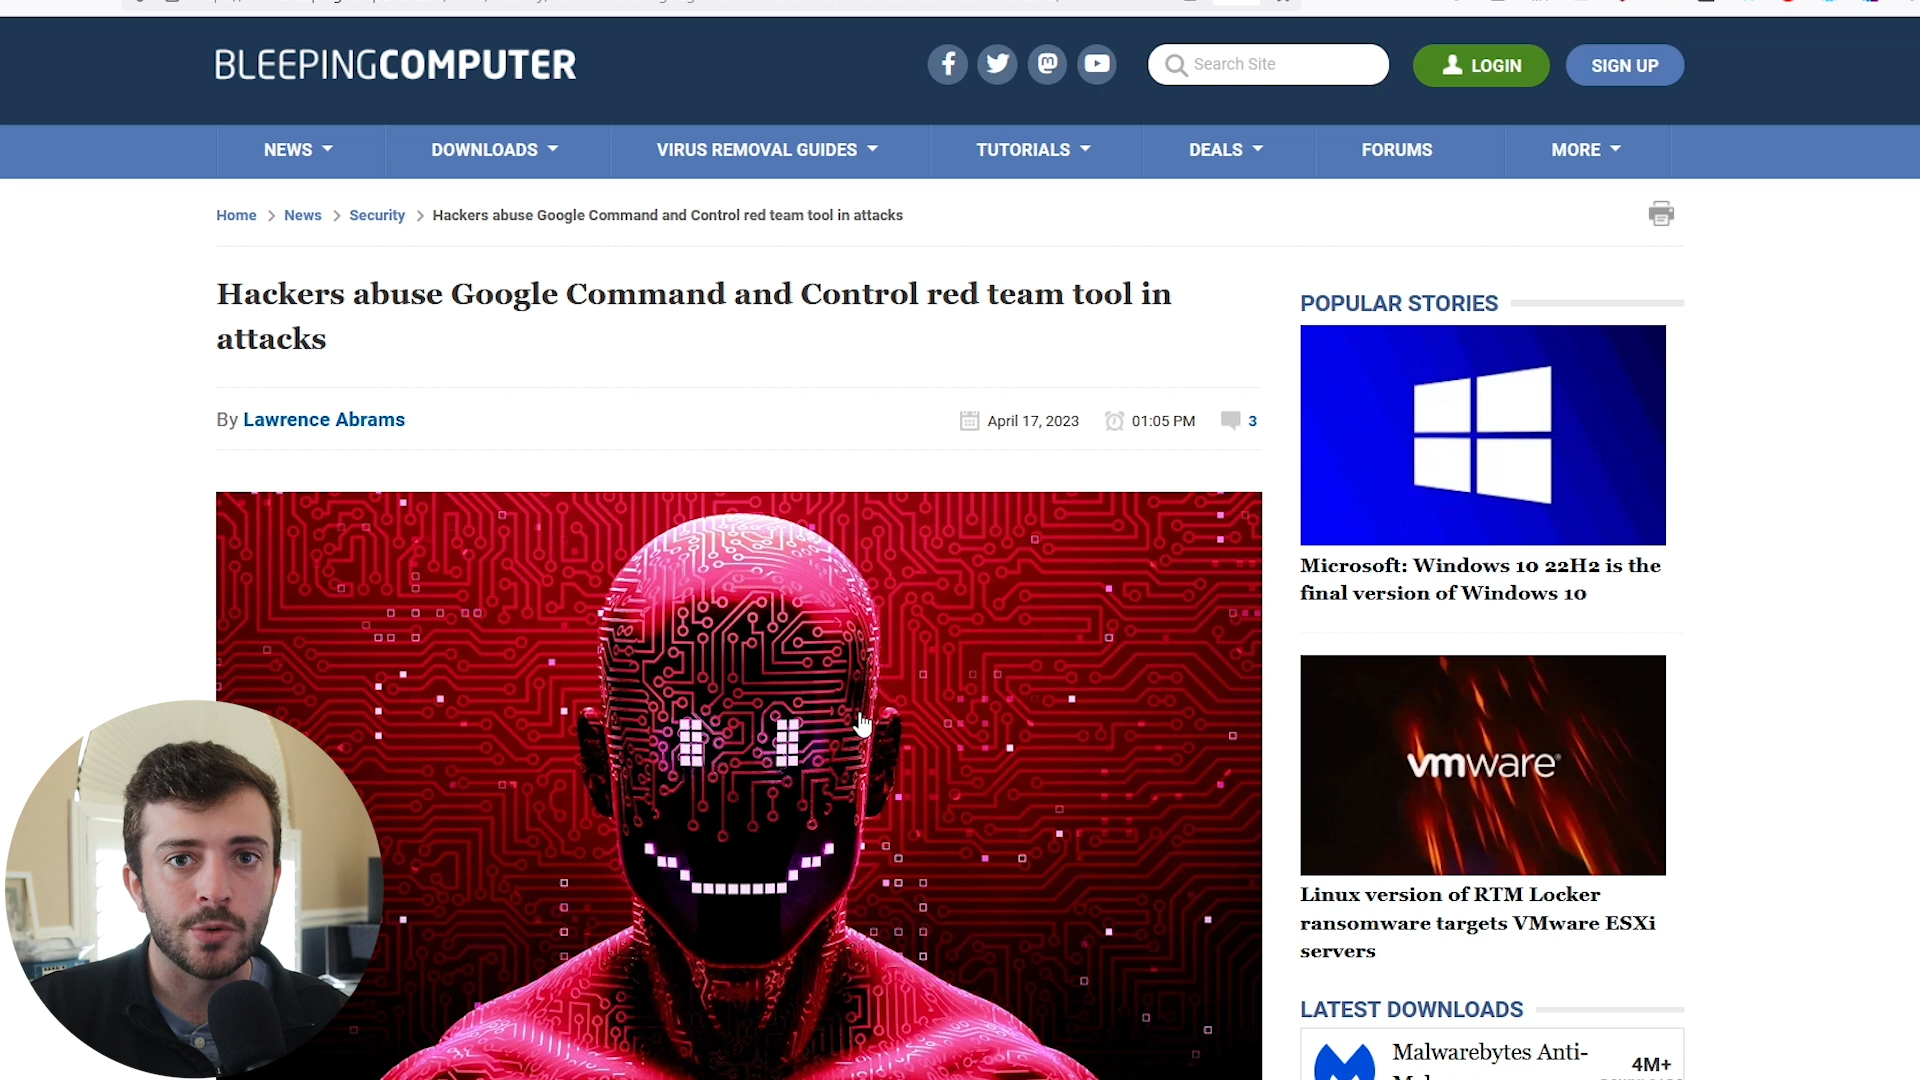 BLEEPINGCOMPUTER
Search Site
LOGIN
SIGN UP
NEWS
DOWNLOADS
VIRUS REMOVAL GUIDES
TUTORIALS
DEALS
FORUMS
MORE
Home > News > Security > Hackers abuse Google Command and Control red team tool in attacks
Hackers abuse Google Command and Control red team tool in
attacks
By Lawrence Abrams
April 17, 2023
01:05 PM
3
POPULAR STORIES
Microsoft: Windows 10 22H2 is the
final version of Windows 10
vmware
Linux version of RTM Locker
ransomware targets VMware ESXi
servers
LATEST DOWNLOADS
Malwarebytes Anti-
4M+